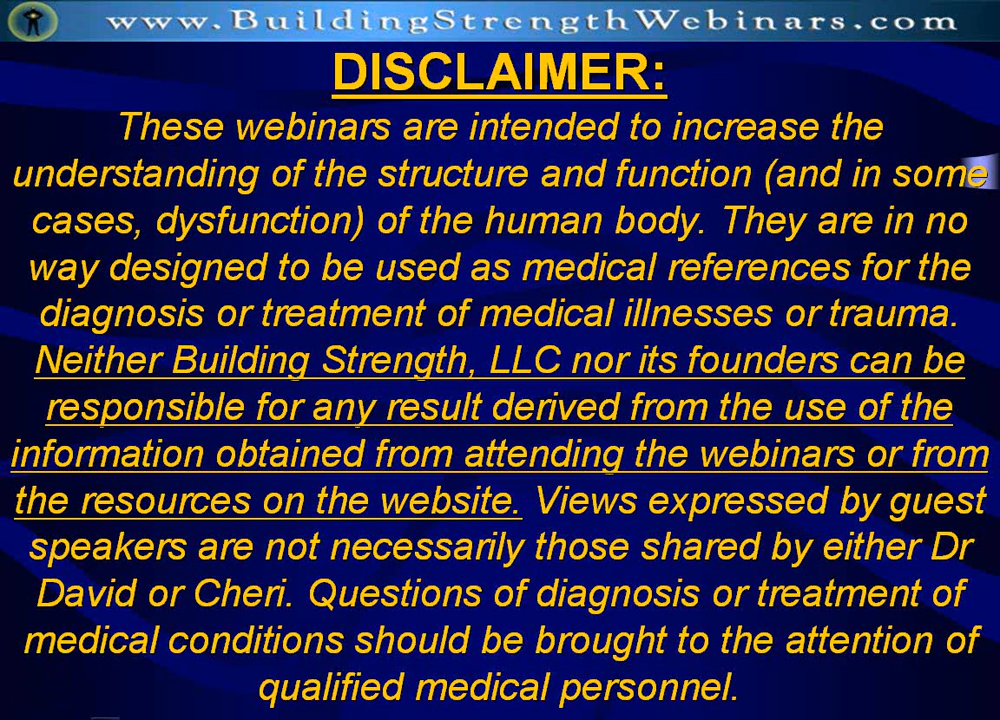 www.BuildingStrengthWebinars.com
DISCLAIMER:
These webinars are intended to increase the
understanding of the structure and function (and in some
cases, dysfunction) of the human body. They are in no
way designed to be used as medical references for the
diagnosis or treatment of medical illnesses or trauma.
Neither Building Strength, LLC nor its founders can be
responsible for any result derived from the use of the
information obtained from attending the webinars or from
the resources on the website. Views expressed by guest
speakers are not necessarily those shared by either Dr
David or Cheri. Questions of diagnosis or treatment of
medical conditions should be brought to the attention of
qualified medical personnel.